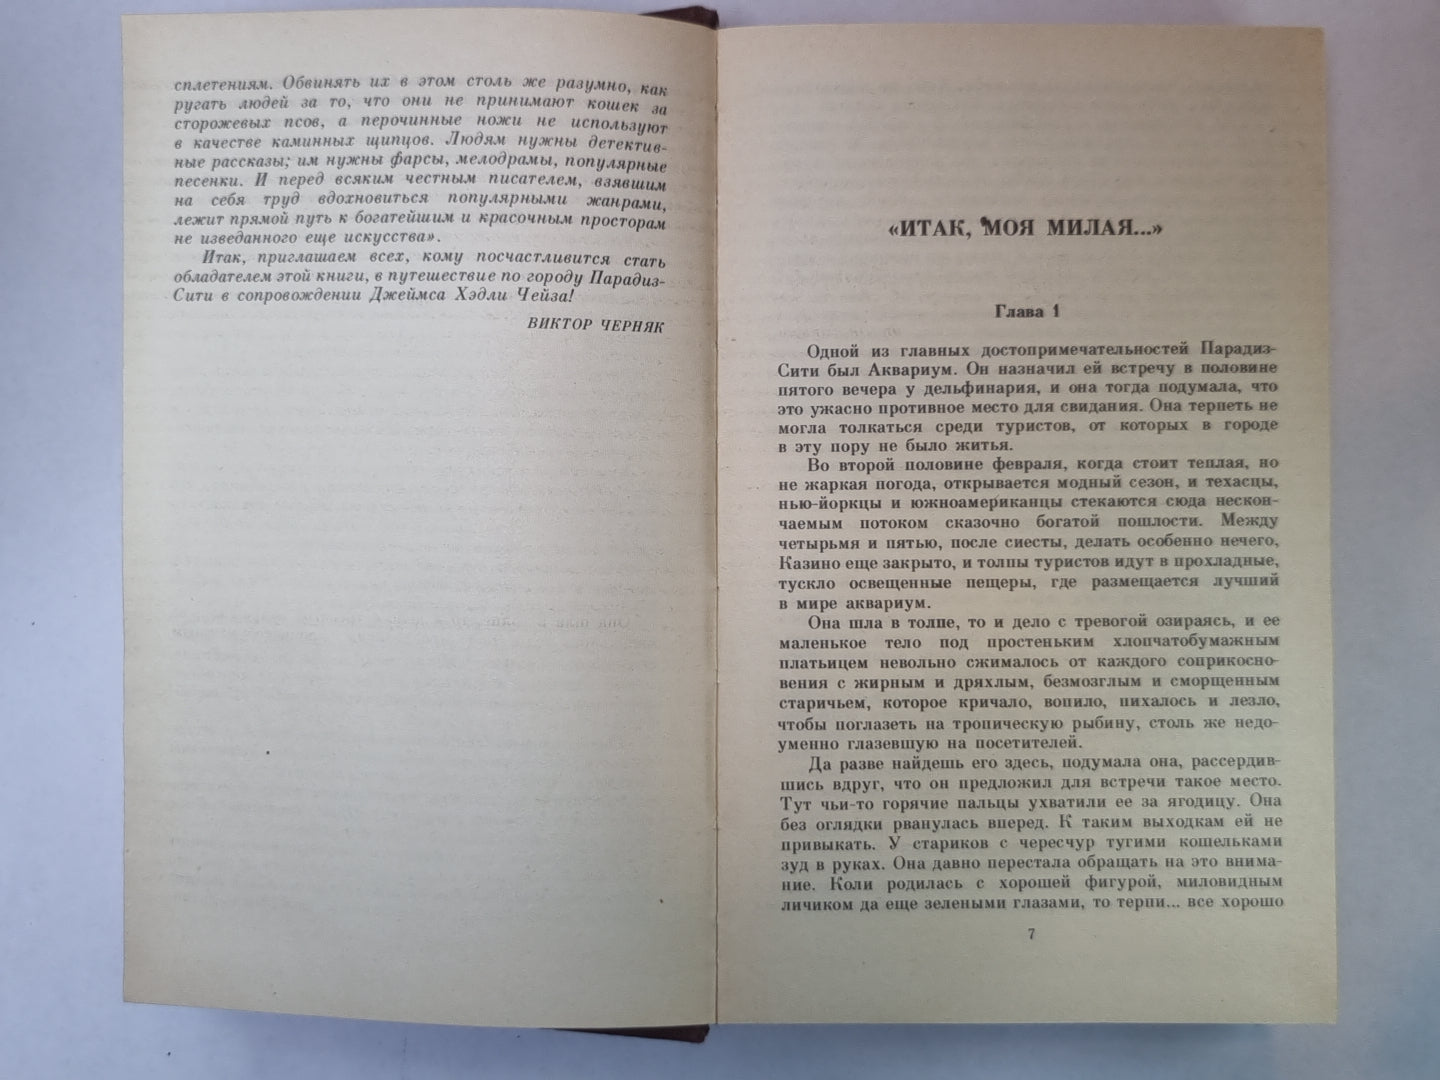 сплетениям. Обвинять их в этом столь же разумно, как
ругать людей за то, что они не принимают кошек за
сторожевых псов, а перочинные ножи не используют
в качестве каминных щипцов. Людям нужны детектив-
ные рассказы; им нужны фарсы, мелодрамы, популярные
песенки. И перед всяким честным писателем, взявшим
на себя труд вдохновиться популярными жанрами,
лежит прямой путь к богатейшим и красочным просторам
не изведанного еще искусства».
Итак, приглашаем всех, кому посчастливится стать
обладателем этой книги, в путешествие по городу Парадиз-
Сити в сопровождении Джеймса Хэдли Чейза!
ВИКТОР ЧЕРНЯК
«ИТАК, МОЯ МИЛАЯ...»
Глава 1
Одной из главных достопримечательностей Парадиз-
Сити был Аквариум. Он назначил ей встречу в половине
пятого вечера у дельфинария, и она тогда подумала, что
это ужасно противное место для свидания. Она терпеть не
могла толкаться среди туристов, от которых в городе
в эту пору не было житья.
Во второй половине февраля, когда стоит теплая, но
не жаркая погода, открывается модный сезон, и техасцы,
нью-йоркцы и южноамериканцы стекаются сюда нескон-
чаемым потоком сказочно богатой пошлости. Между
четырьмя и пятью, после сиесты, делать особенно нечего,
Казино еще закрыто, и толпы туристов идут в прохладные,
тускло освещенные пещеры, где размещается лучший
в мире аквариум.
Она шла в толпе, то и дело с тревогой озираясь, и ее
маленькое тело под простеньким хлопчатобумажным
платьицем невольно сжималось от каждого соприкосно-
вения с жирным и дряхлым, безмозглым и сморщенным
старичьем, которое кричало, вопило, пихалось и лезло,
чтобы поглазеть на тропическую рыбину, столь же недо-
уменно глазевшую на посетителей.
Да разве найдешь его здесь, подумала она, рассердив-
шись вдруг, что он предложил для встречи такое место.
Тут чьи-то горячие пальцы ухватили ее за ягодицу. Она
без оглядки рванулась вперед. К таким выходкам ей не
привыкать. У стариков с чересчур тугими кошельками
зуд в руках. Она давно перестала обращать на это внима-
ние. Коли родилась с хорошей фигурой, миловидным
личиком да еще зелеными глазами, то терпи... все хорошо
7